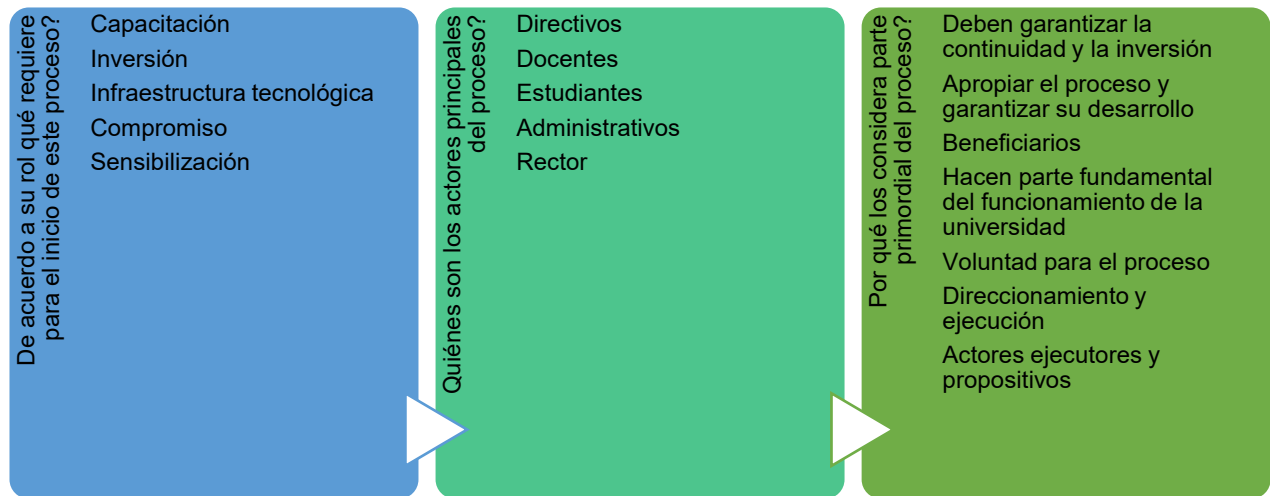 De acuerdo a su rol qué requiere
para el inicio de este proceso?
Capacitación
Inversión
Infraestructura tecnológica
Compromiso
Sensibilización
Quiénes son los actores principales
del proceso?
Directivos
Docentes
Estudiantes
Administrativos
Rector
Por qué los considera parte
primordial del proceso?
Deben garantizar la
continuidad y la inversión
Apropiar el proceso y
garantizar su desarrollo
Beneficiarios
Hacen parte fundamental
del funcionamiento de la
universidad
Voluntad para el proceso
Direccionamiento y
ejecución
Actores ejecutores y
propositivos